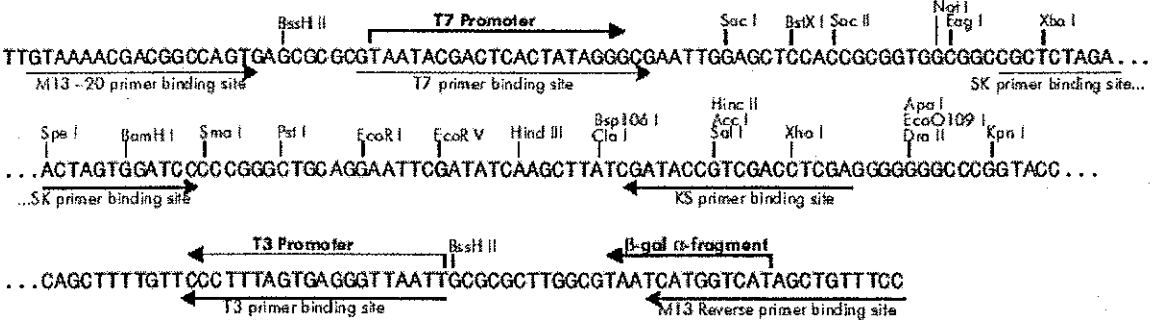 Not I
BssH II T7 Promoter Sac I BstX I Sac II Eag I Xba I
TTGTAAAACGACGGCCAGTGAGCGCGCGTAATACGACTCACTATAGGGCGAATTGGAGCTCCACCGCGGTGGCGGCCGCTCTAGA...
M13 -20 primer binding site T7 primer binding site SK primer binding site...
Hinc II Apa I
Bsp106 I Acc I EcoO109 I
Spe I BamH I Sma I Pst I EcoR I EcoR V Hind III Cla I Sal I Xho I Dra II Kpn I
...ACTAGTGGATCCCCCGGGCTGCAGGAATTCGATATCAAGCTTATCGATACCGTCGACCTCGAGGGGGGGCCCGGTACC...
...SK primer binding site KS primer binding site
T3 Promoter BssH II β-gal α-fragment
...CAGCTTTTGTTCCCTTTAGTGAGGGTTAATTGCGCGCTTGGCGTAATCATGGTCATAGCTGTTTCC
T3 primer binding site M13 Reverse primer binding site